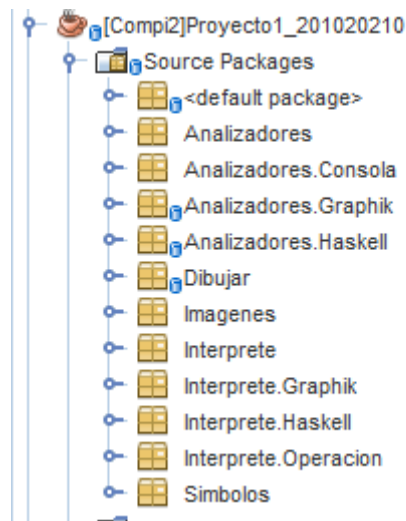 [Compi2]Proyecto1_201020210
Source Packages
<default package>
Analizadores
Analizadores.Consola
Analizadores.Graphik
Analizadores.Haskell
Dibujar
Imagenes
Interprete
Interprete.Graphik
Interprete.Haskell
Interprete.Operacion
Simbolos